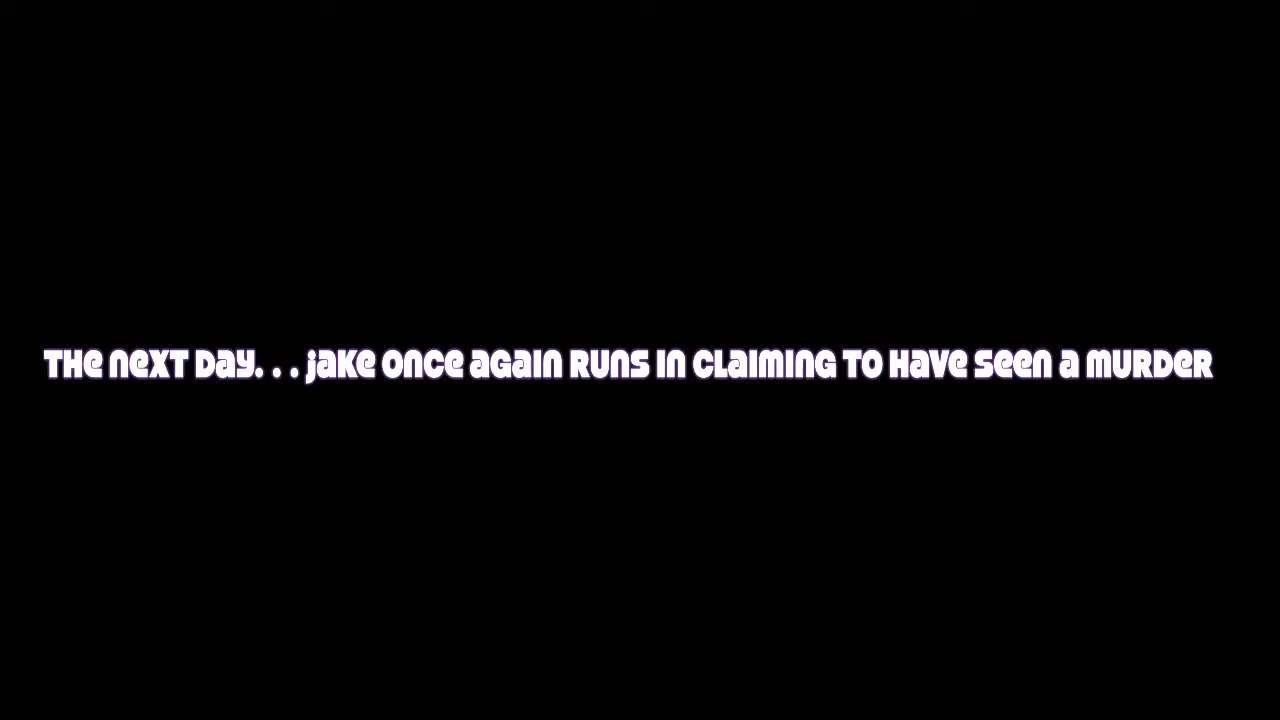 The next day. . . jake once again runs in claiming to have seen a murder